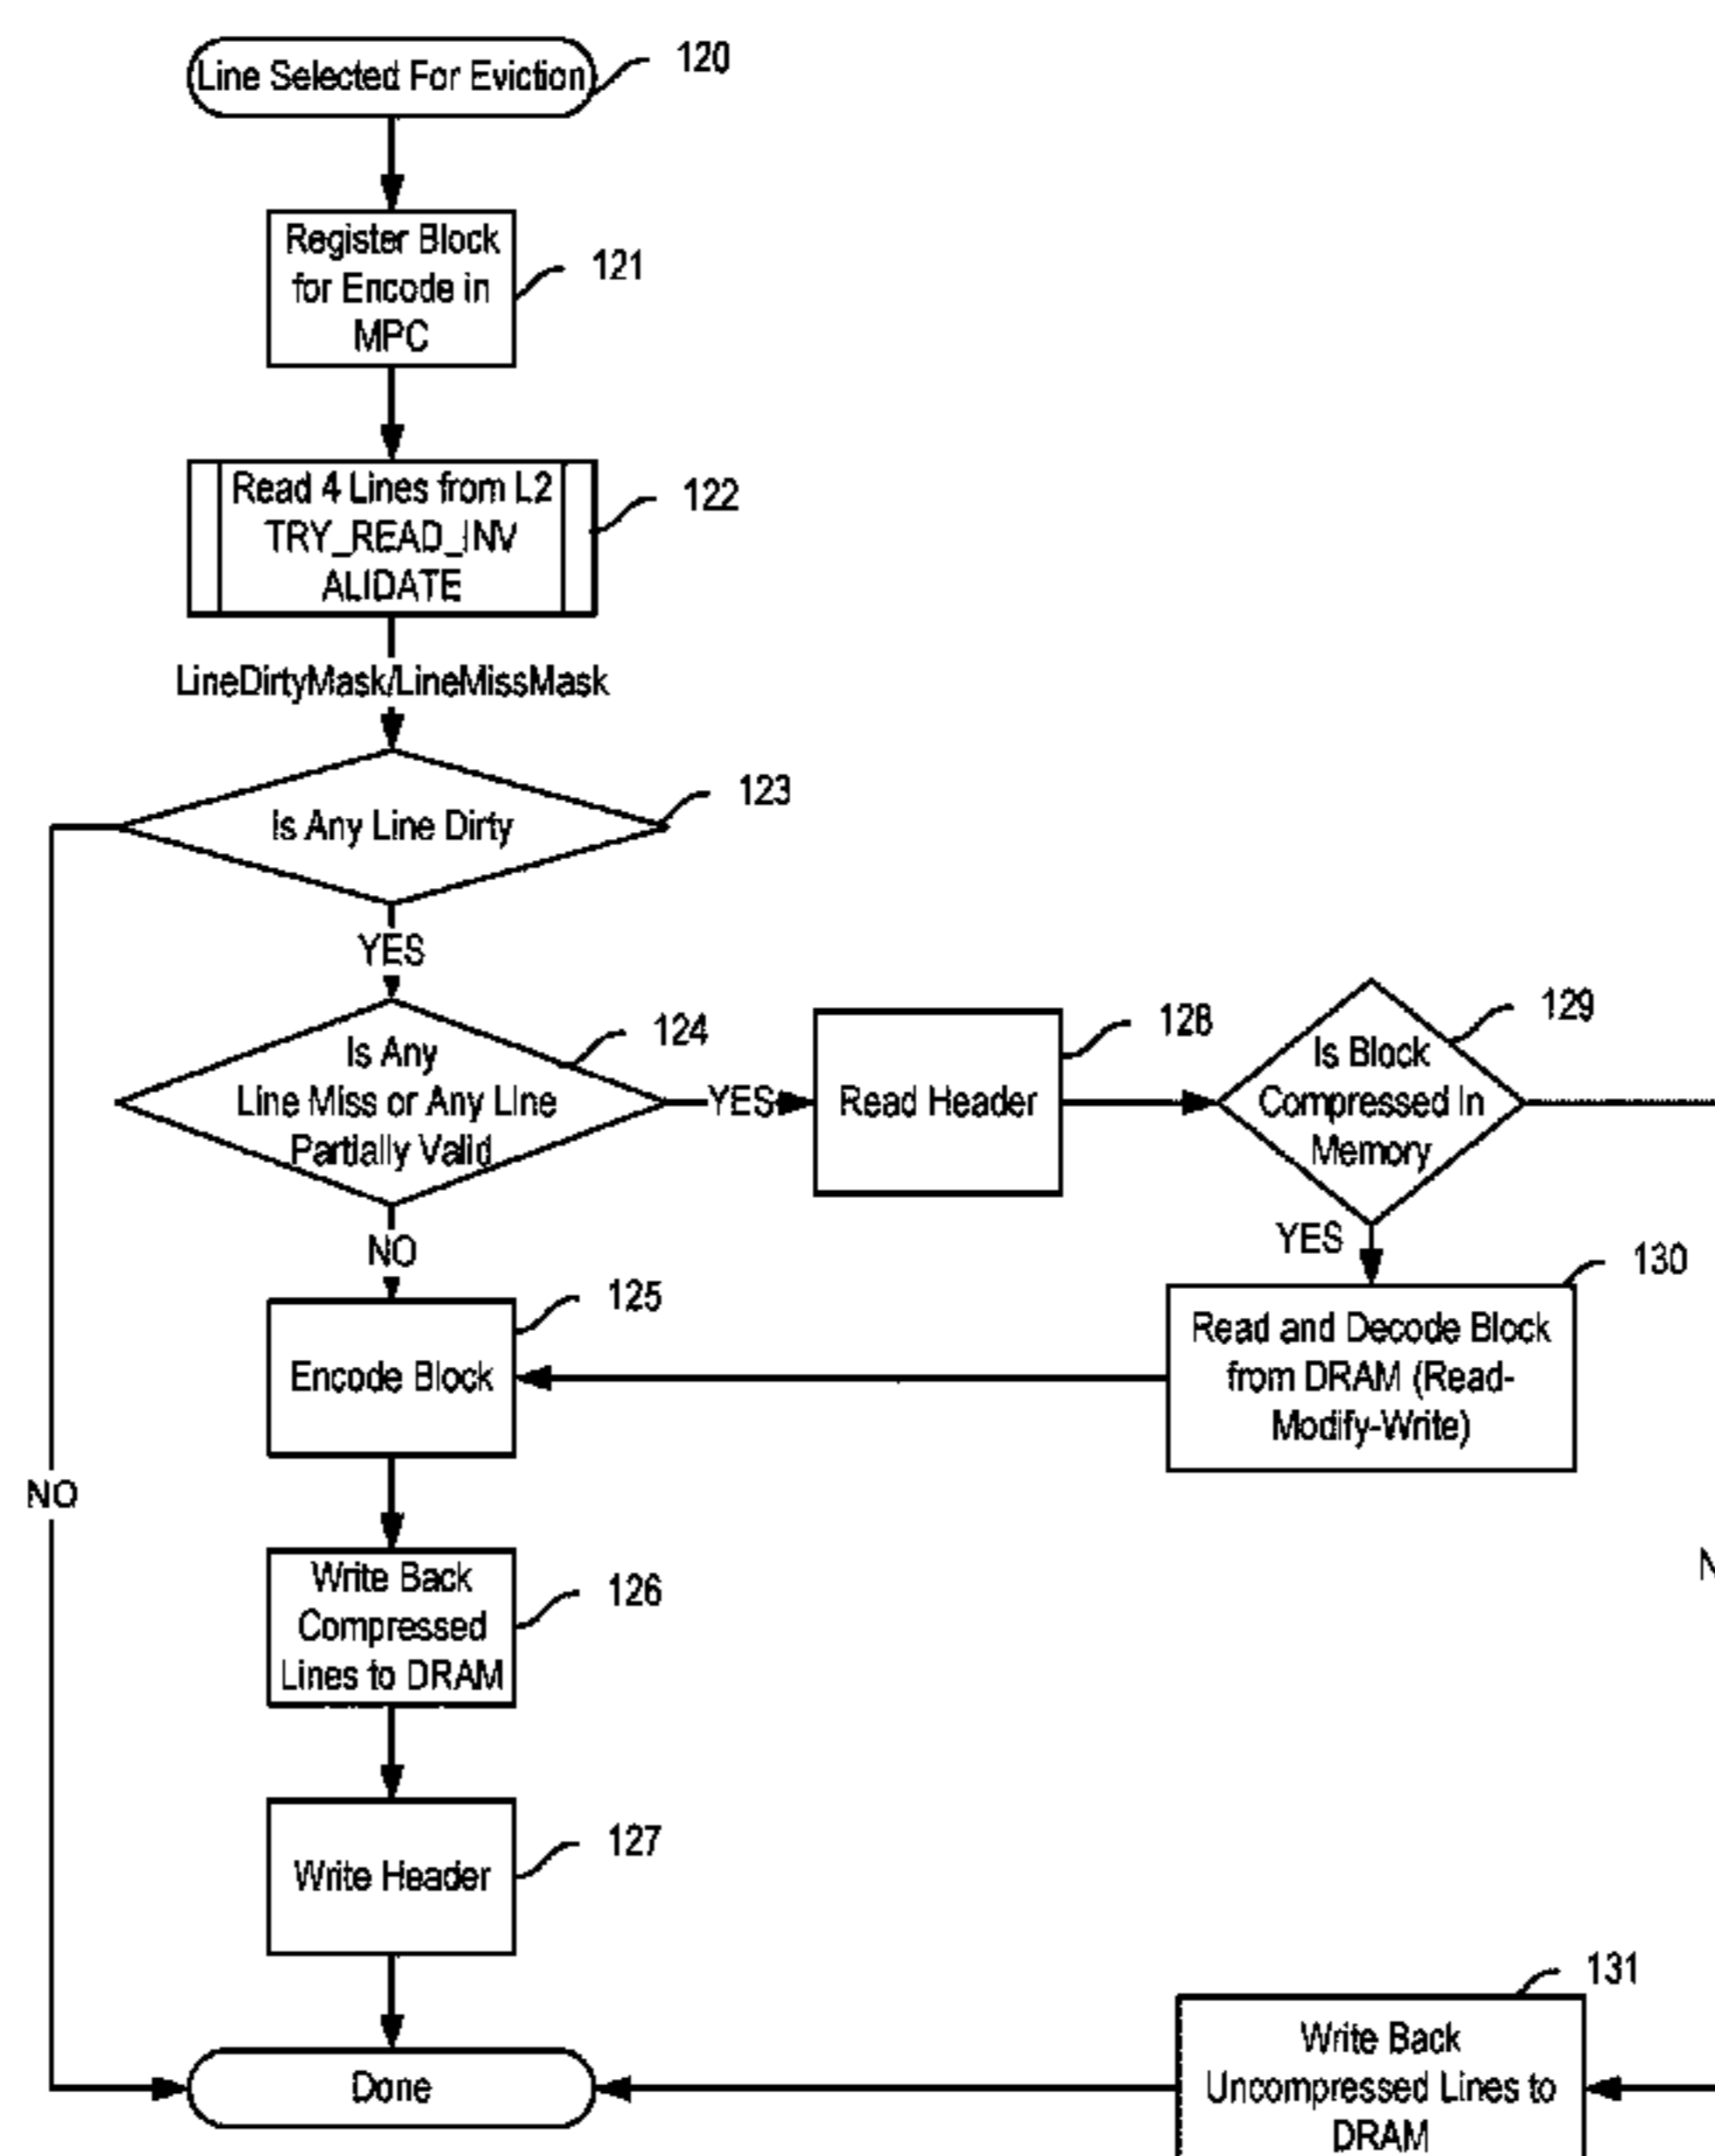 Line Selected For Eviction
120
Register Block
for Encode in
MPC
121
Read 4 Lines from L2
TRY_READ_INV
ALIDATE
122
LineDirtyMask/LineMissMask
Is Any Line Dirty
123
YES
Is Any
Line Miss or Any Line
Partially Valid
124
YES
Read Header
128
Is Block
Compressed In
Memory
129
NO
YES
Encode Block
125
Read and Decode Block
from DRAM (Read-
Modify-Write)
130
NO
Write Back
Compressed
Lines to DRAM
126
Write Header
127
Done
Write Back
Uncompressed Lines to
DRAM
131